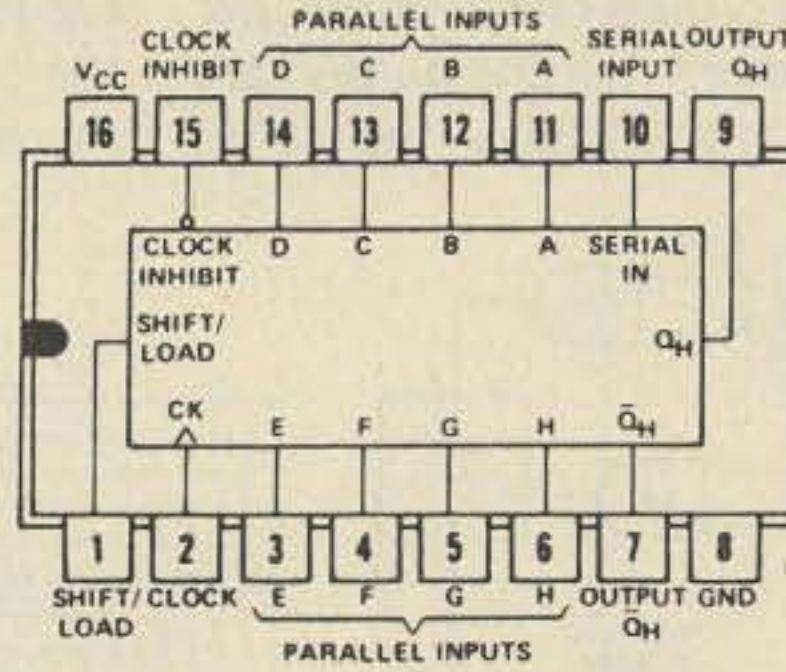 PARALLEL INPUTS
CLOCK INHIBIT
SERIAL INPUT
OUTPUT QH
VCC
D C B A
16 15 14 13 12 11 10 9
CLOCK INHIBIT
D C B A
SERIAL IN
SHIFT/
LOAD
QH
CK
E F G H Q̅H
1 2 3 4 5 6 7 8
SHIFT/ LOAD
CLOCK
E F G H
OUTPUT Q̅H
GND
PARALLEL INPUTS